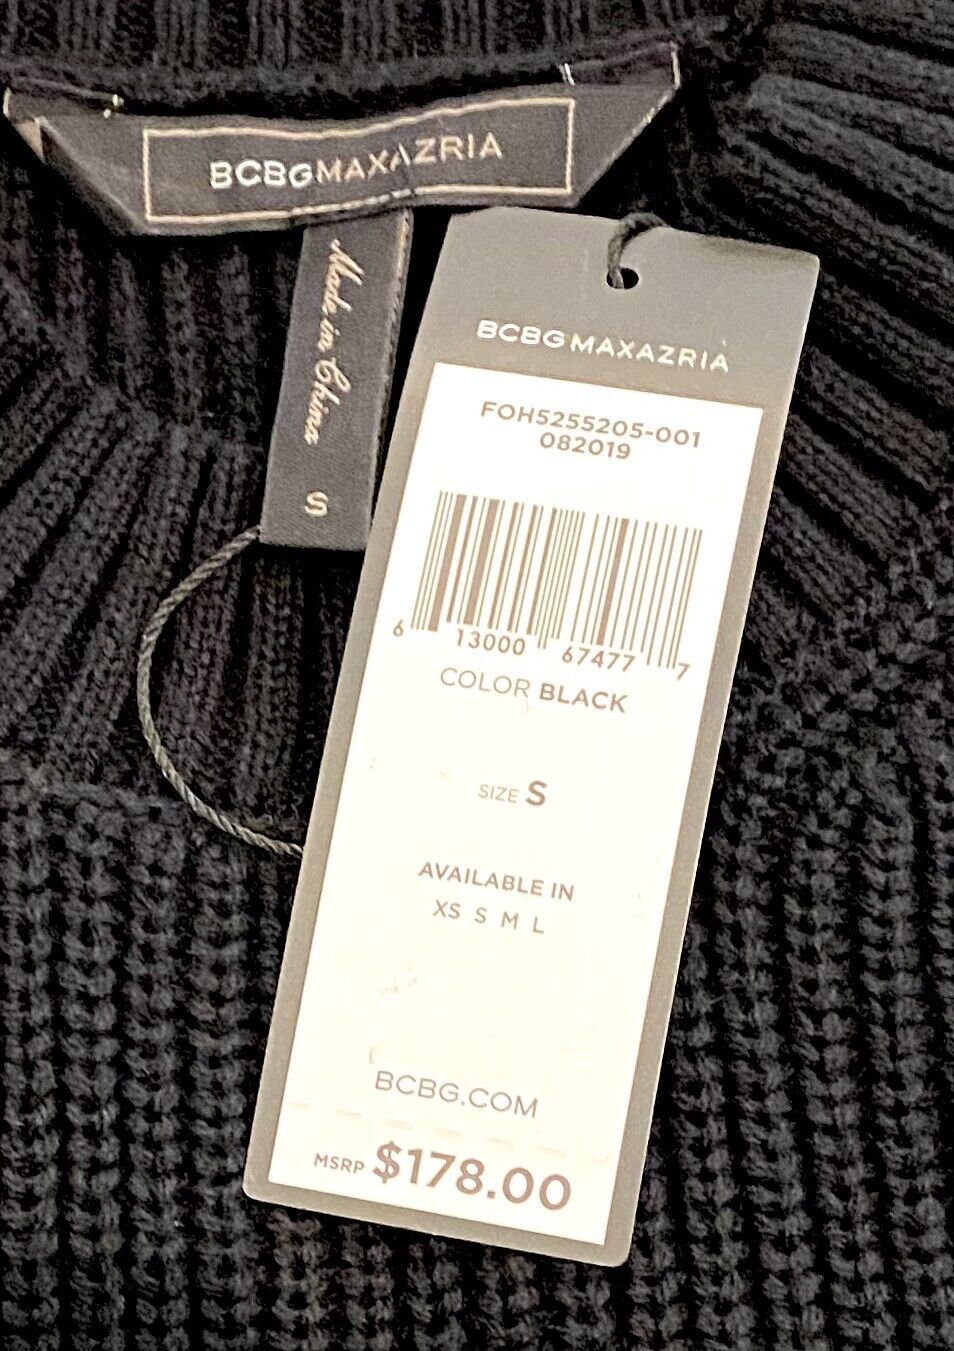 BCBGMAXAZRIA
Made in China
S
BCBGMAXAZRIA
FOH5255205-001
082019
6 13000 67477 7
COLOR BLACK
SIZE S
AVAILABLE IN
XS S M L
BCBG.COM
MSRP $178.00